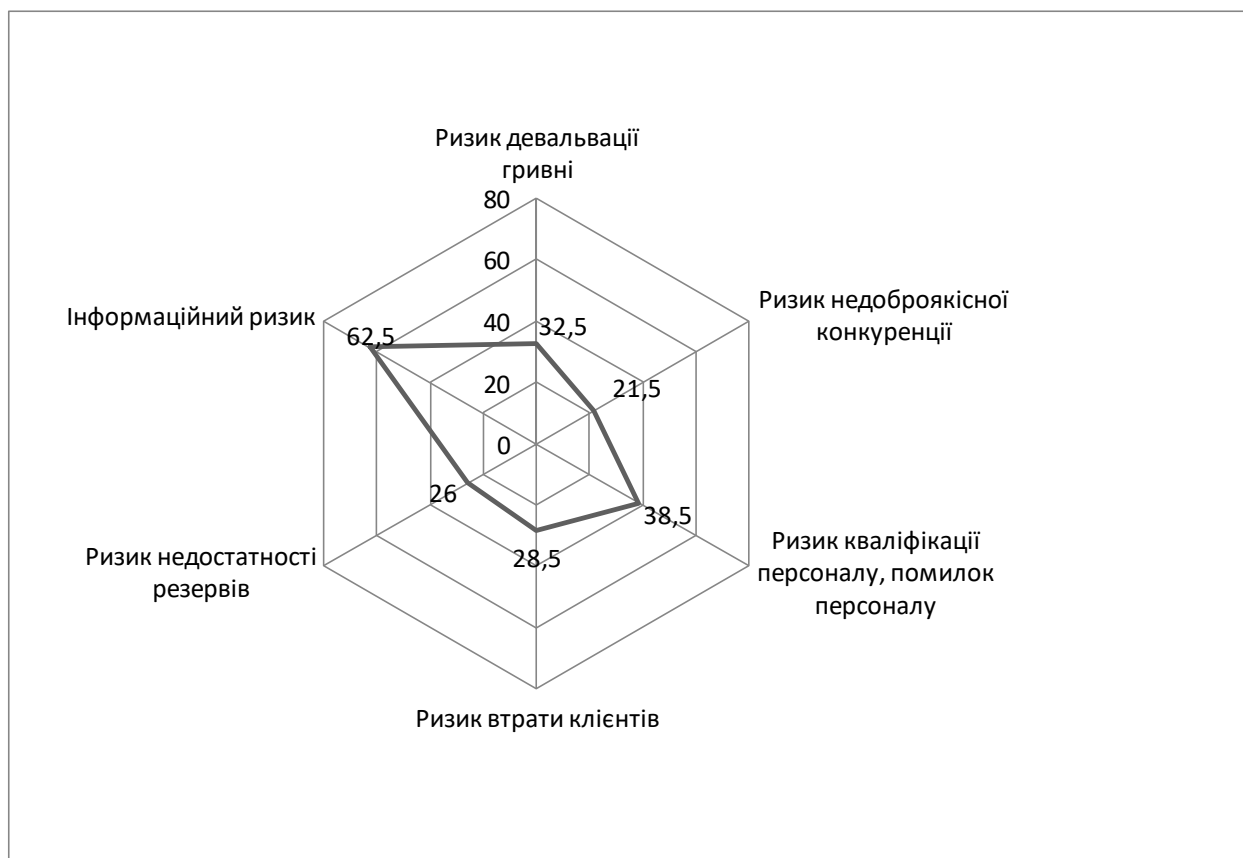 Ризик девальвації
гривні
80
60
Ризик недоброякісної
конкуренції
Інформаційний ризик
62,5
40
32,5
20
21,5
0
26
38,5
Ризик недостатності
резервів
28,5
Ризик кваліфікації
персоналу, помилок
персоналу
Ризик втрати клієнтів